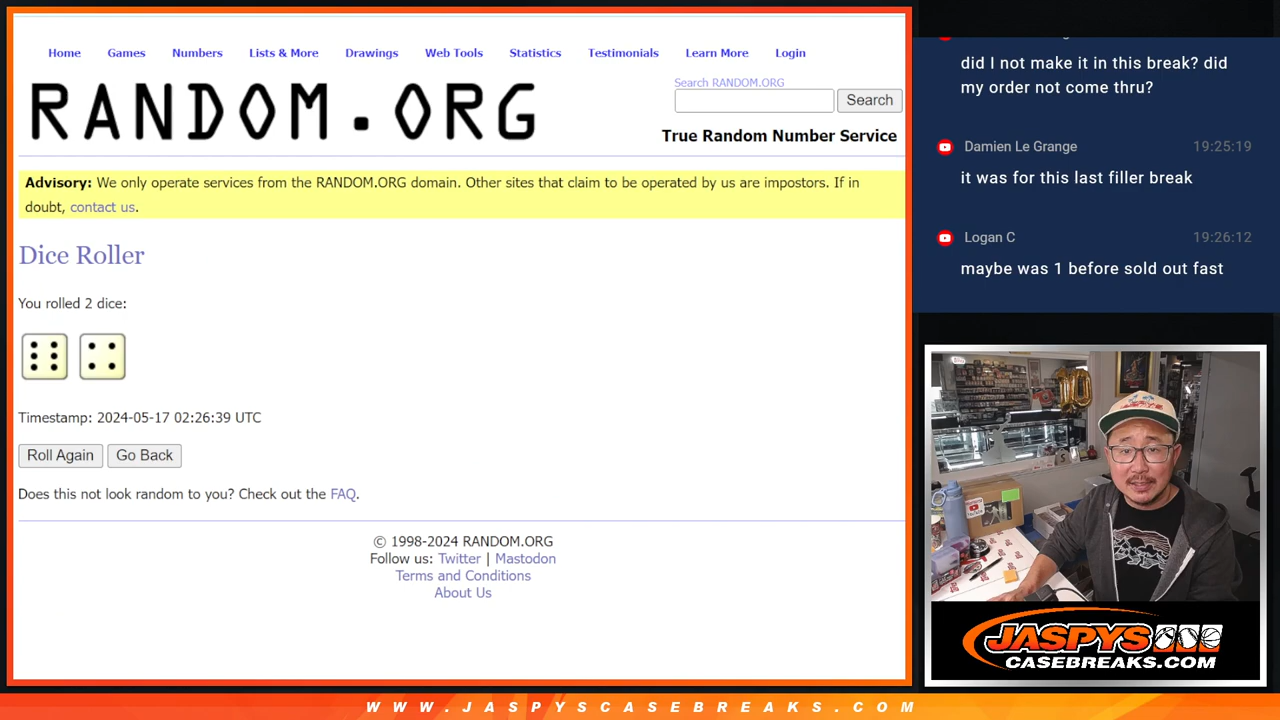 Home Games Numbers Lists & More Drawings Web Tools Statistics Testimonials Learn More Login
RANDOM.ORG
Search RANDOM.ORG
Search
True Random Number Service
Advisory: We only operate services from the RANDOM.ORG domain. Other sites that claim to be operated by us are impostors. If in
doubt, contact us.
Dice Roller
You rolled 2 dice:
Timestamp: 2024-05-17 02:26:39 UTC
Roll Again Go Back
Does this not look random to you? Check out the FAQ.
© 1998-2024 RANDOM.ORG
Follow us: Twitter | Mastodon
Terms and Conditions
About Us
did I not make it in this break? did
my order not come thru?
Damien Le Grange 19:25:19
it was for this last filler break
Logan C 19:26:12
maybe was 1 before sold out fast
10
JASPYS
CASEBREAKS.COM
WWW.JASPYSCASEBREAKS.COM